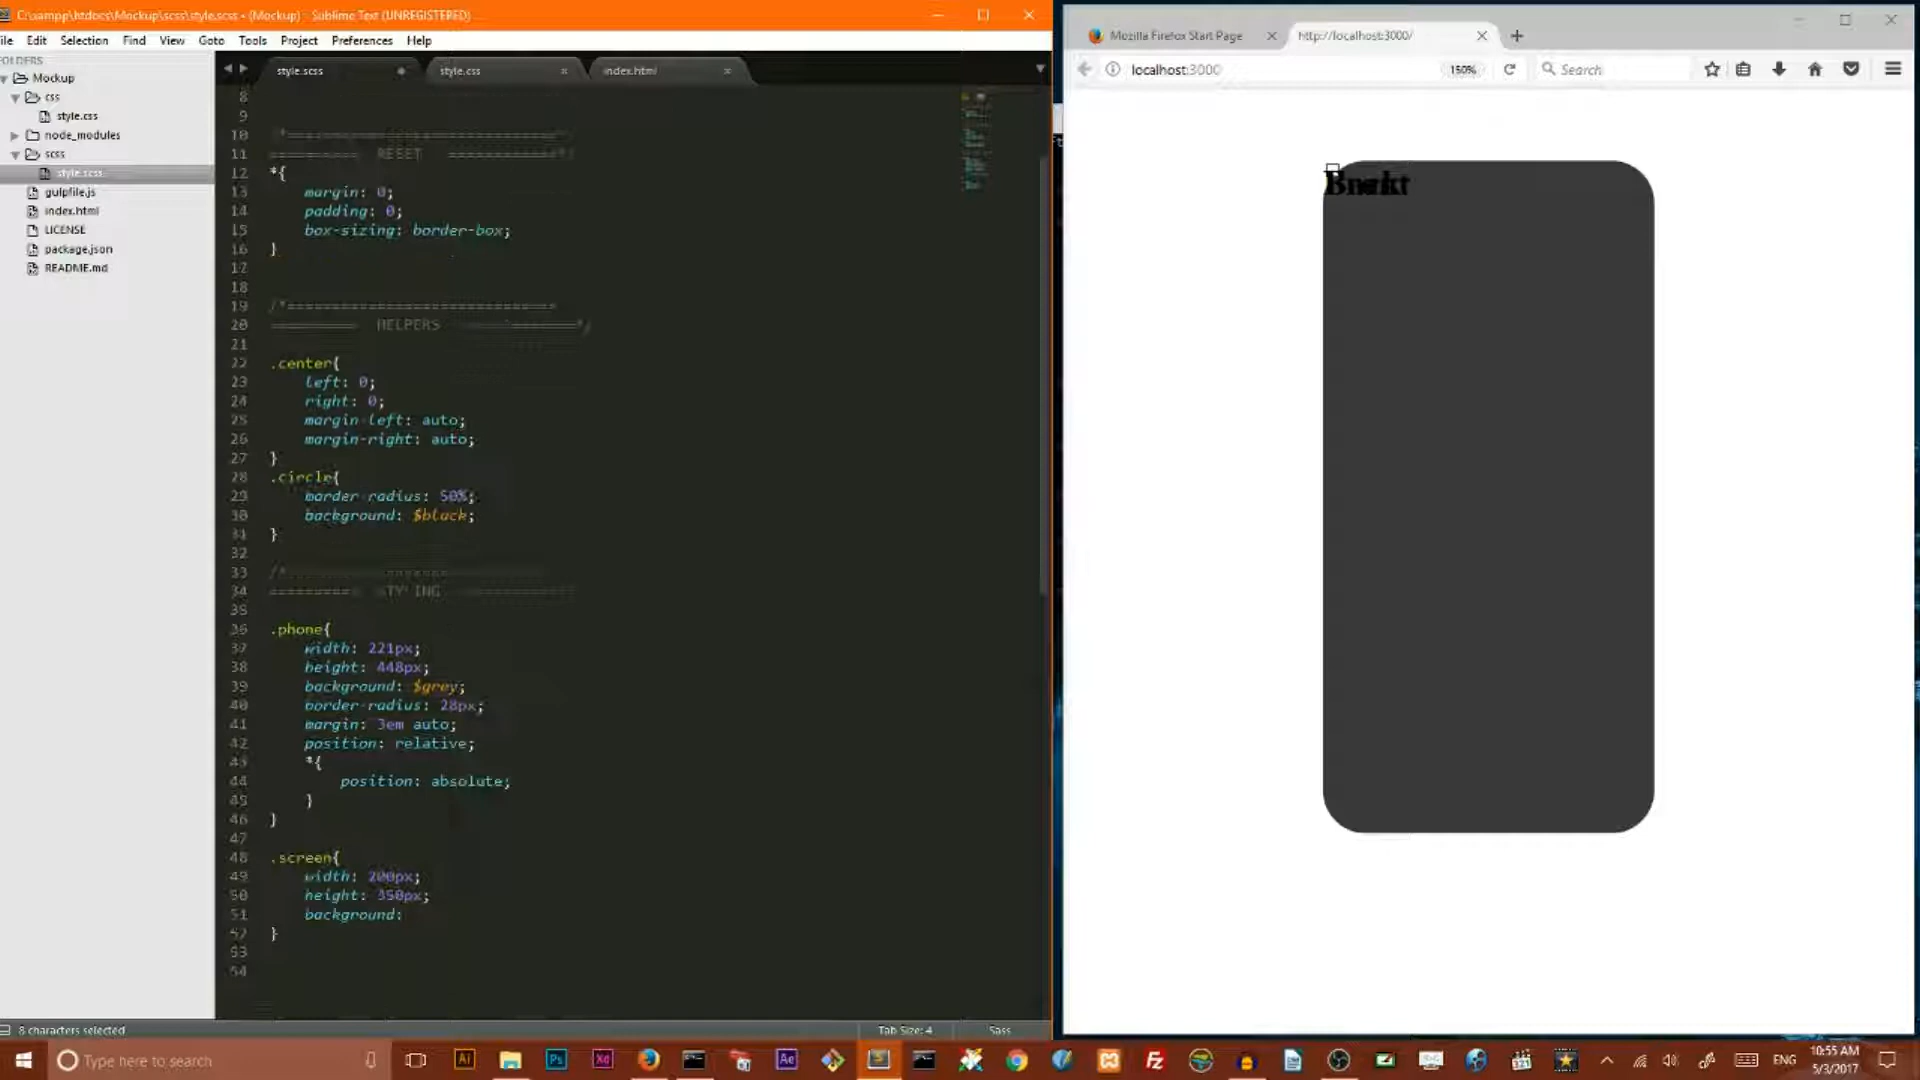 C:\xampp\htdocs\Mockup\scss\style.scss • (Mockup) - Sublime Text (UNREGISTERED)
ile Edit Selection Find View Goto Tools Project Preferences Help
FOLDERS
Mockup
css
style.css
node_modules
scss
style.scss
gulpfile.js
index.html
LICENSE
package.json
README.md
style.scss
style.css
index.html
8
9
10 /*==============================
11 ========== RESET ============*/
12 *{
13 margin: 0;
14 padding: 0;
15 box-sizing: border-box;
16 }
17
18
19 /*==============================
20 ========== HELPERS ============*/
21
22 .center{
23 left: 0;
24 right: 0;
25 margin-left: auto;
26 margin-right: auto;
27 }
28 .circle{
29 morder-radius: 50%;
30 background: $black;
31 }
32
33
34
35
36 .phone{
37 width: 221px;
38 height: 448px;
39 background: $grey;
40 border-radius: 28px;
41 margin: 3em auto;
42 position: relative;
43 *{
44 position: absolute;
45 }
46 }
47
48 .screen{
49 width: 200px;
50 height: 350px;
51 background:
52 }
53
54
8 characters selected
Tab Size: 4
Sass
Mozilla Firefox Start Page
http://localhost:3000/
localhost:3000
150%
Search
Type here to search
ENG
10:55 AM
5/3/2017